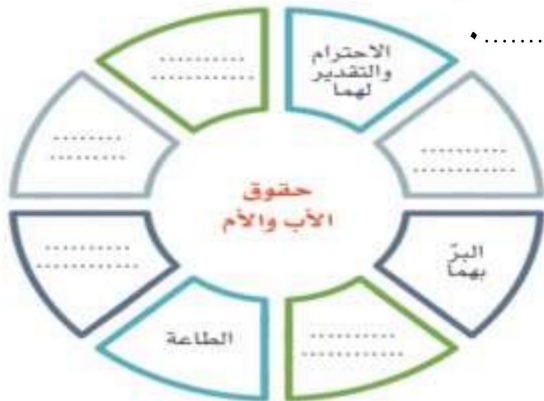 الاحترام
والتقدير
لهما
حقوق
الأب والأم
البرّ
بهما
الطاعة